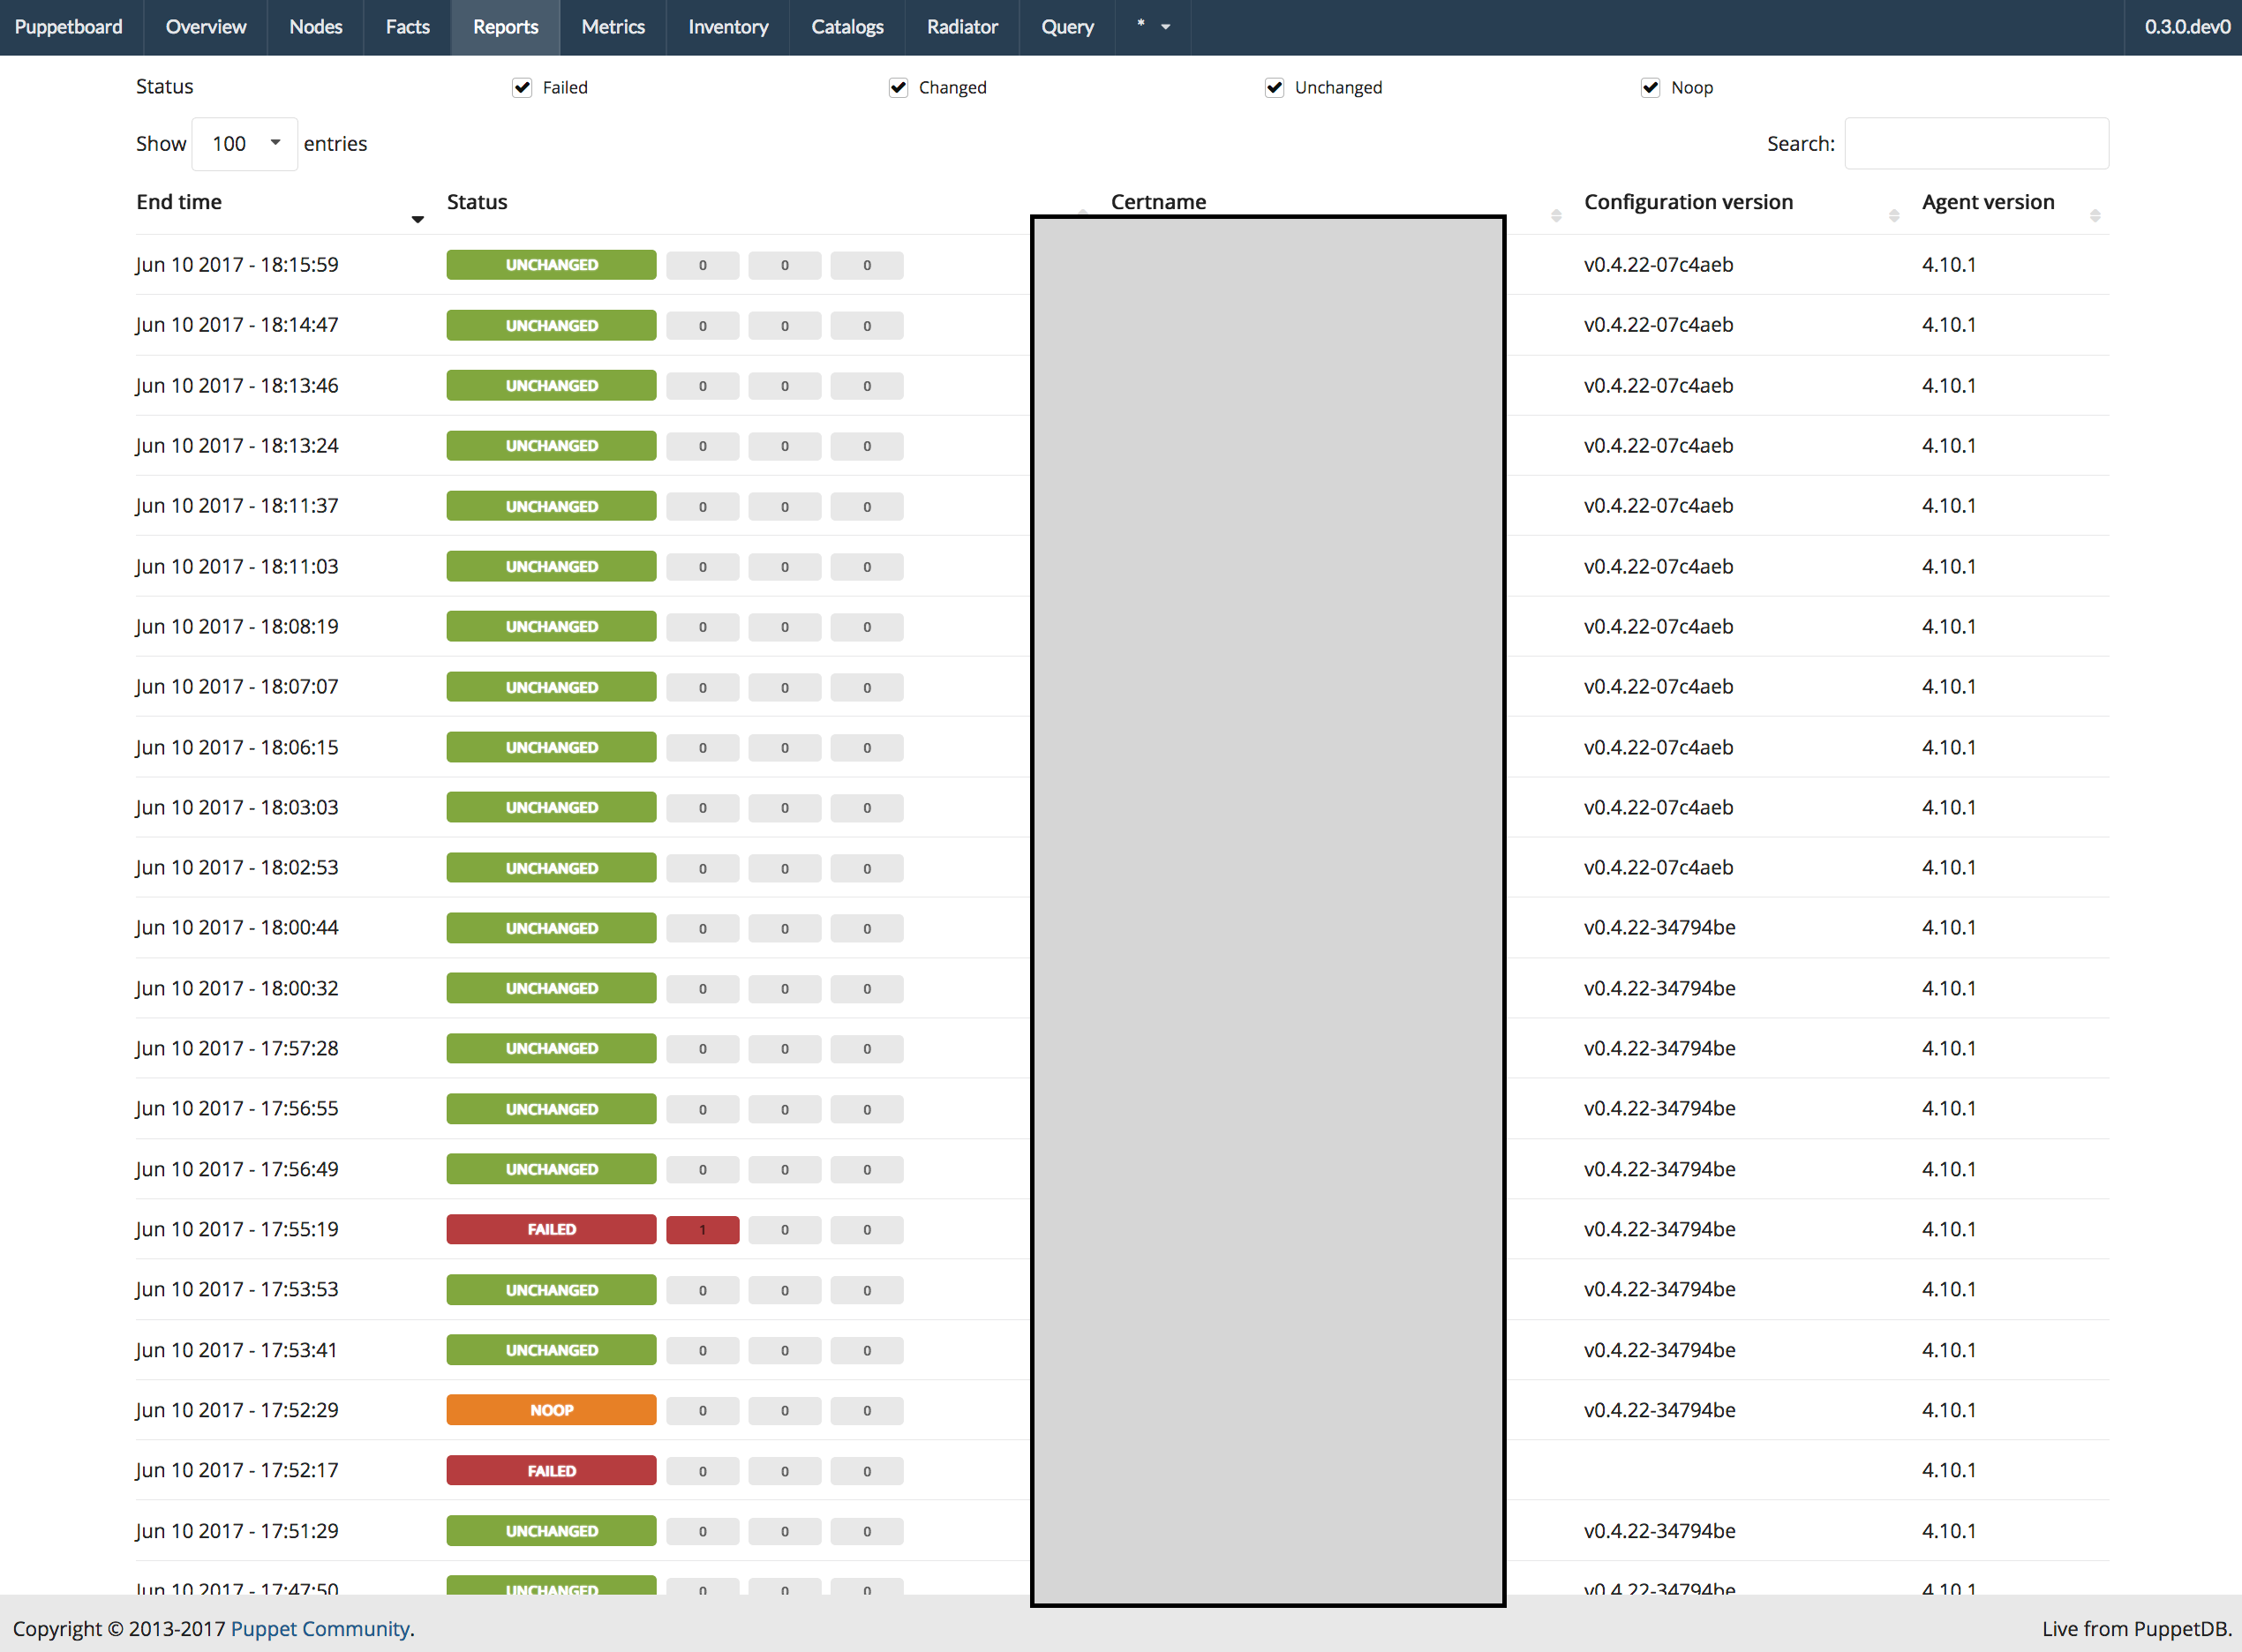 Puppetboard Overview Nodes Facts Reports Metrics Inventory Catalogs Radiator Query * 0.3.0.dev0
Status Failed Changed Unchanged Noop
Show 100 entries Search:
End time Status Certname Configuration version Agent version
Jun 10 2017 - 18:15:59 UNCHANGED 0 0 0 v0.4.22-07c4aeb 4.10.1
Jun 10 2017 - 18:14:47 UNCHANGED 0 0 0 v0.4.22-07c4aeb 4.10.1
Jun 10 2017 - 18:13:46 UNCHANGED 0 0 0 v0.4.22-07c4aeb 4.10.1
Jun 10 2017 - 18:13:24 UNCHANGED 0 0 0 v0.4.22-07c4aeb 4.10.1
Jun 10 2017 - 18:11:37 UNCHANGED 0 0 0 v0.4.22-07c4aeb 4.10.1
Jun 10 2017 - 18:11:03 UNCHANGED 0 0 0 v0.4.22-07c4aeb 4.10.1
Jun 10 2017 - 18:08:19 UNCHANGED 0 0 0 v0.4.22-07c4aeb 4.10.1
Jun 10 2017 - 18:07:07 UNCHANGED 0 0 0 v0.4.22-07c4aeb 4.10.1
Jun 10 2017 - 18:06:15 UNCHANGED 0 0 0 v0.4.22-07c4aeb 4.10.1
Jun 10 2017 - 18:03:03 UNCHANGED 0 0 0 v0.4.22-07c4aeb 4.10.1
Jun 10 2017 - 18:02:53 UNCHANGED 0 0 0 v0.4.22-07c4aeb 4.10.1
Jun 10 2017 - 18:00:44 UNCHANGED 0 0 0 v0.4.22-34794be 4.10.1
Jun 10 2017 - 18:00:32 UNCHANGED 0 0 0 v0.4.22-34794be 4.10.1
Jun 10 2017 - 17:57:28 UNCHANGED 0 0 0 v0.4.22-34794be 4.10.1
Jun 10 2017 - 17:56:55 UNCHANGED 0 0 0 v0.4.22-34794be 4.10.1
Jun 10 2017 - 17:56:49 UNCHANGED 0 0 0 v0.4.22-34794be 4.10.1
Jun 10 2017 - 17:55:19 FAILED 1 0 0 v0.4.22-34794be 4.10.1
Jun 10 2017 - 17:53:53 UNCHANGED 0 0 0 v0.4.22-34794be 4.10.1
Jun 10 2017 - 17:53:41 UNCHANGED 0 0 0 v0.4.22-34794be 4.10.1
Jun 10 2017 - 17:52:29 NOOP 0 0 0 v0.4.22-34794be 4.10.1
Jun 10 2017 - 17:52:17 FAILED 0 0 0 4.10.1
Jun 10 2017 - 17:51:29 UNCHANGED 0 0 0 v0.4.22-34794be 4.10.1
Jun 10 2017 - 17:47:50 UNCHANGED 0 0 0 v0.4.22-34794be 4.10.1
Copyright © 2013-2017 Puppet Community. Live from PuppetDB.